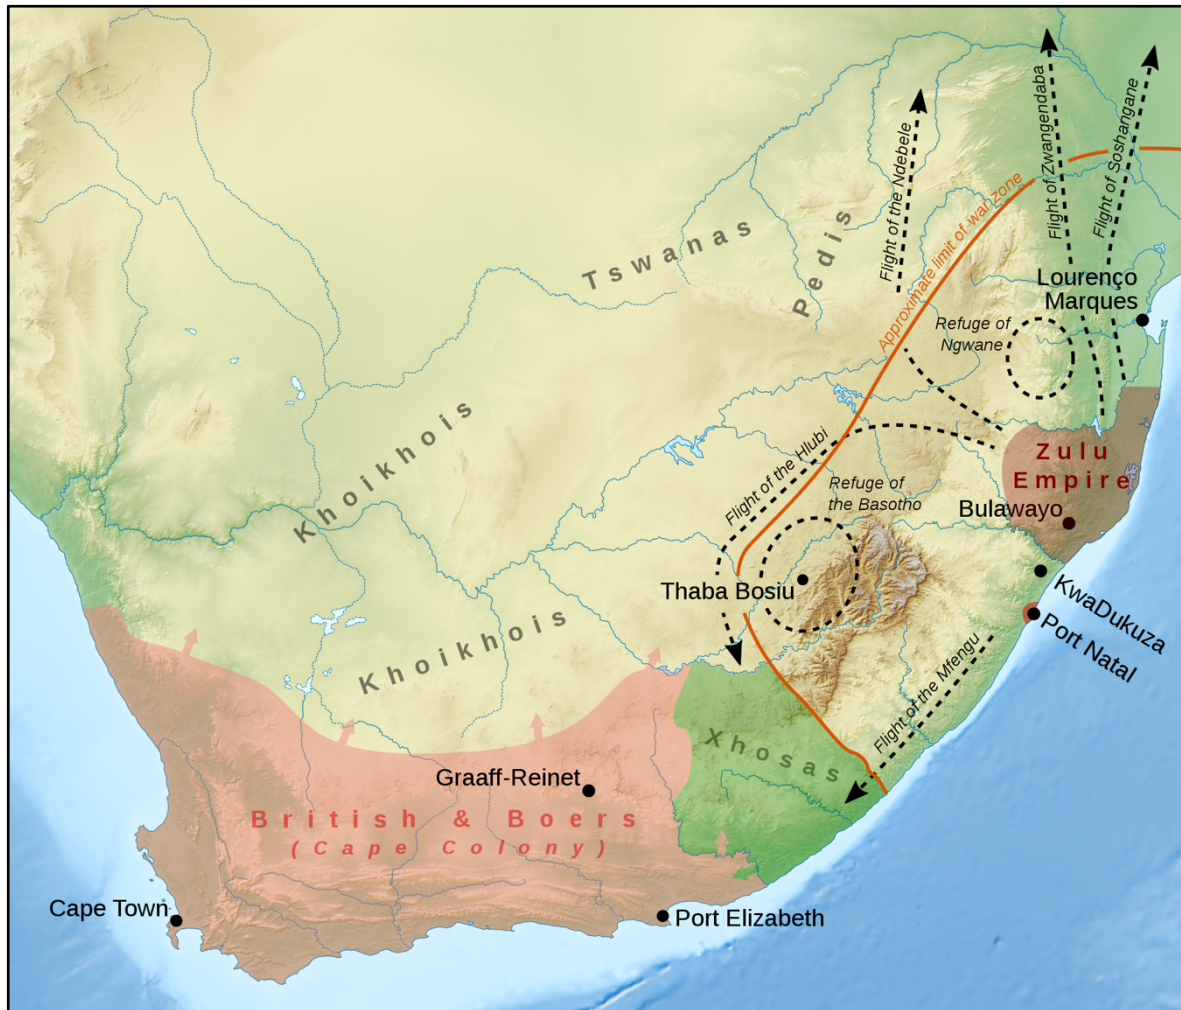 Flight of the Ndebele
Flight of Zwangendaba
Flight of Soshangane
Approximate limit of war zone
Tswanas
Pedis
Lourenço
Marques
Refuge of
Ngwane
Khoikhois
Flight of the Hlubi
Refuge of
the Basotho
Zulu
Empire
Bulawayo
Thaba Bosiu
KwaDukuza
Port Natal
Khoikhois
Flight of the Mfengu
Xhosas
Graaff-Reinet
British & Boers
(Cape Colony)
Cape Town
Port Elizabeth